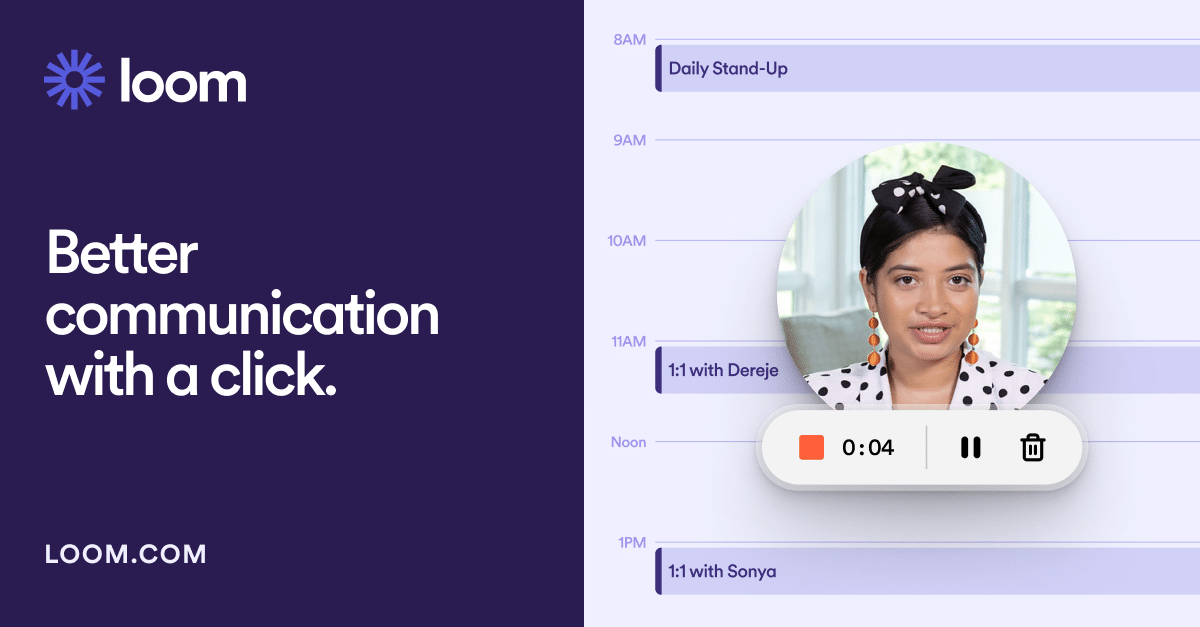 loom
Better
communication
with a click.
LOOM.COM
8AM
Daily Stand-Up
9AM
10AM
11AM
1:1 with Dereje
Noon
0:04
1PM
1:1 with Sonya